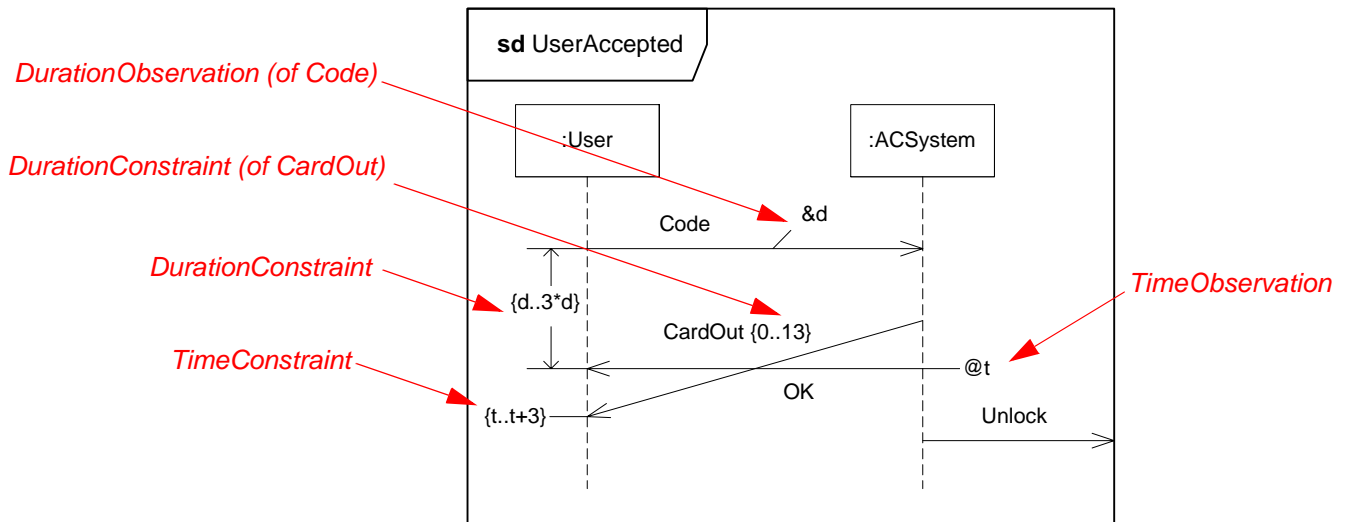 sd UserAccepted
DurationObservation (of Code)
:User
:ACSystem
DurationConstraint (of CardOut)
&d
Code
DurationConstraint
TimeObservation
{d..3*d}
CardOut {0..13}
TimeConstraint
@t
OK
{t..t+3}
Unlock